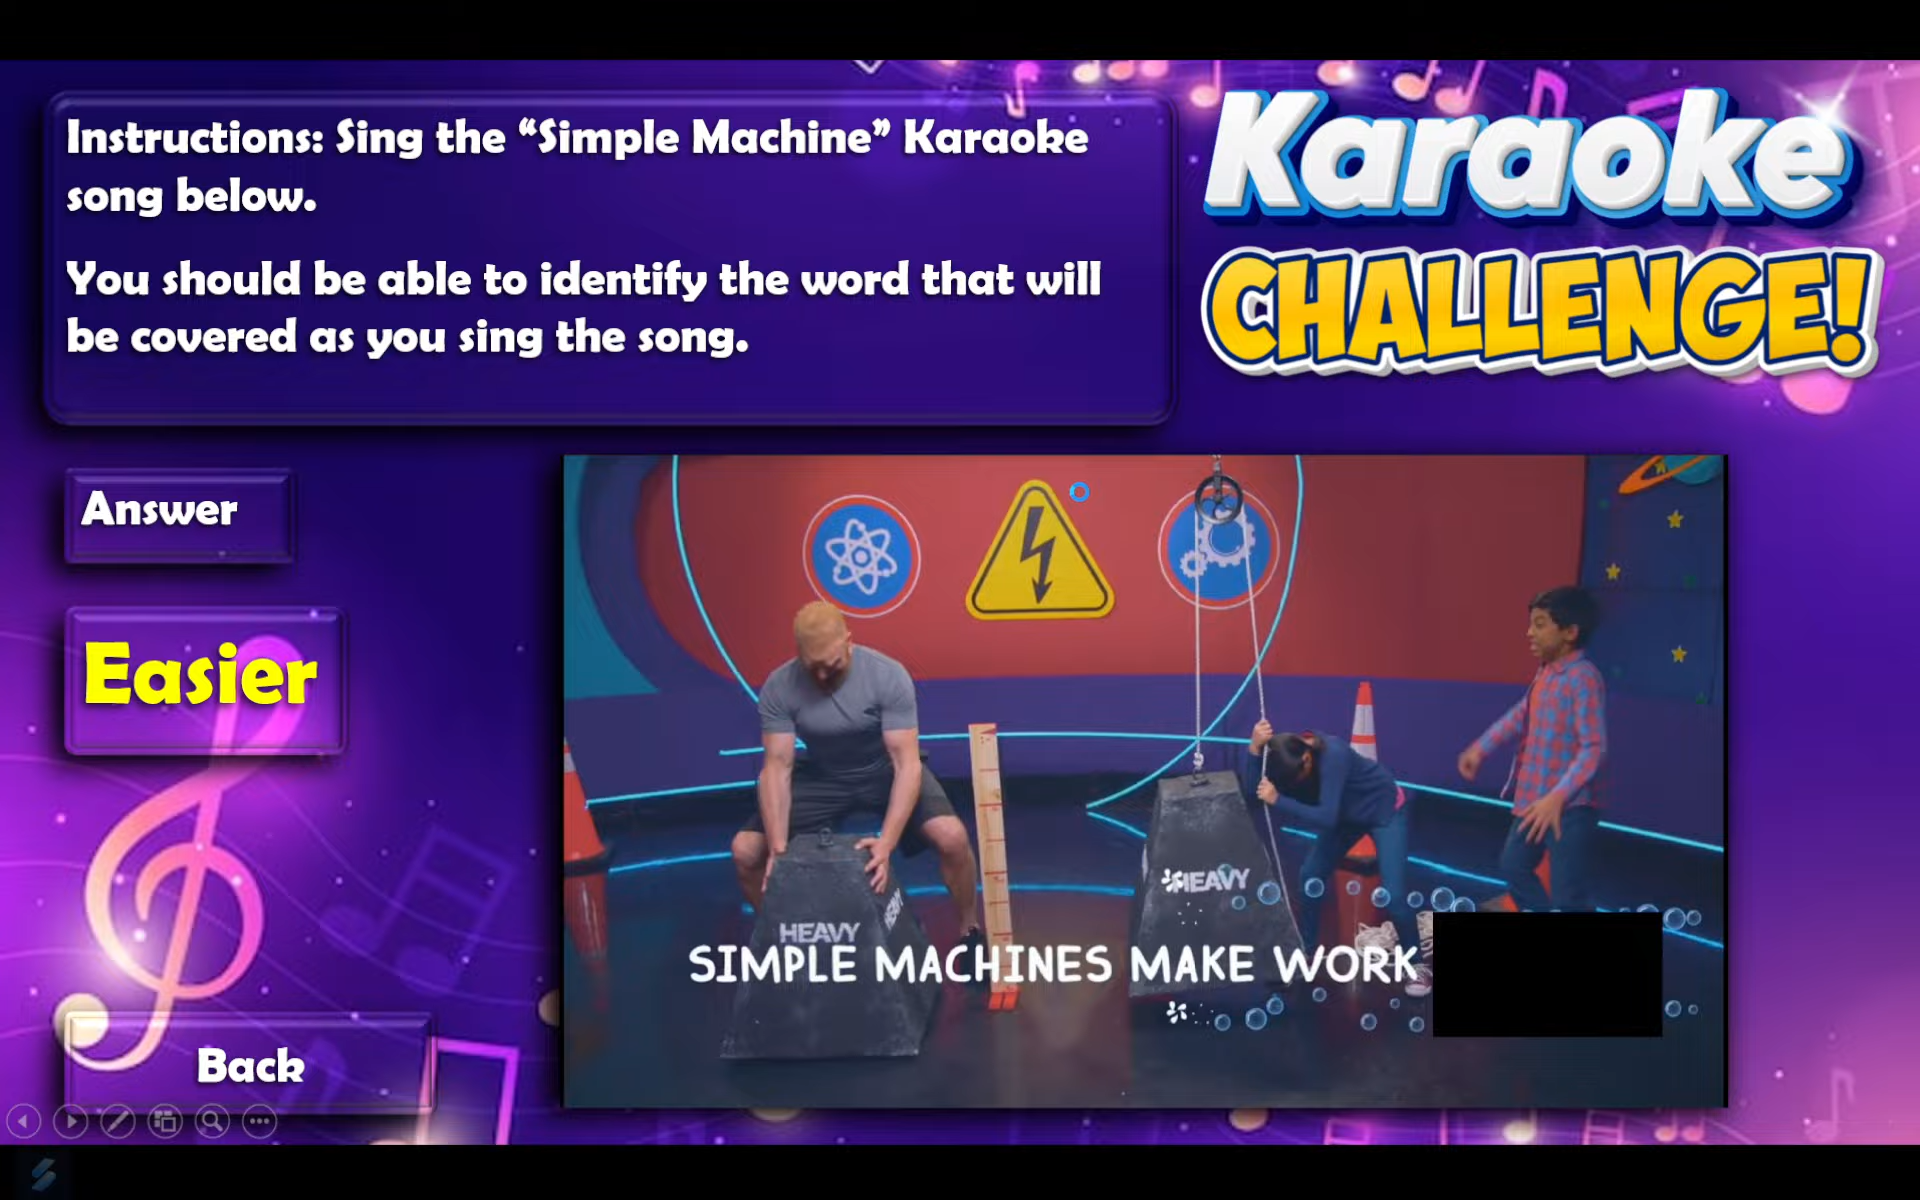 Instructions: Sing the “Simple Machine” Karaoke
song below.
You should be able to identify the word that will
be covered as you sing the song.
Karaoke
CHALLENGE!
Answer
Easier
Back
HEAVY
HEAVY
HEAVY
SIMPLE MACHINES MAKE WORK